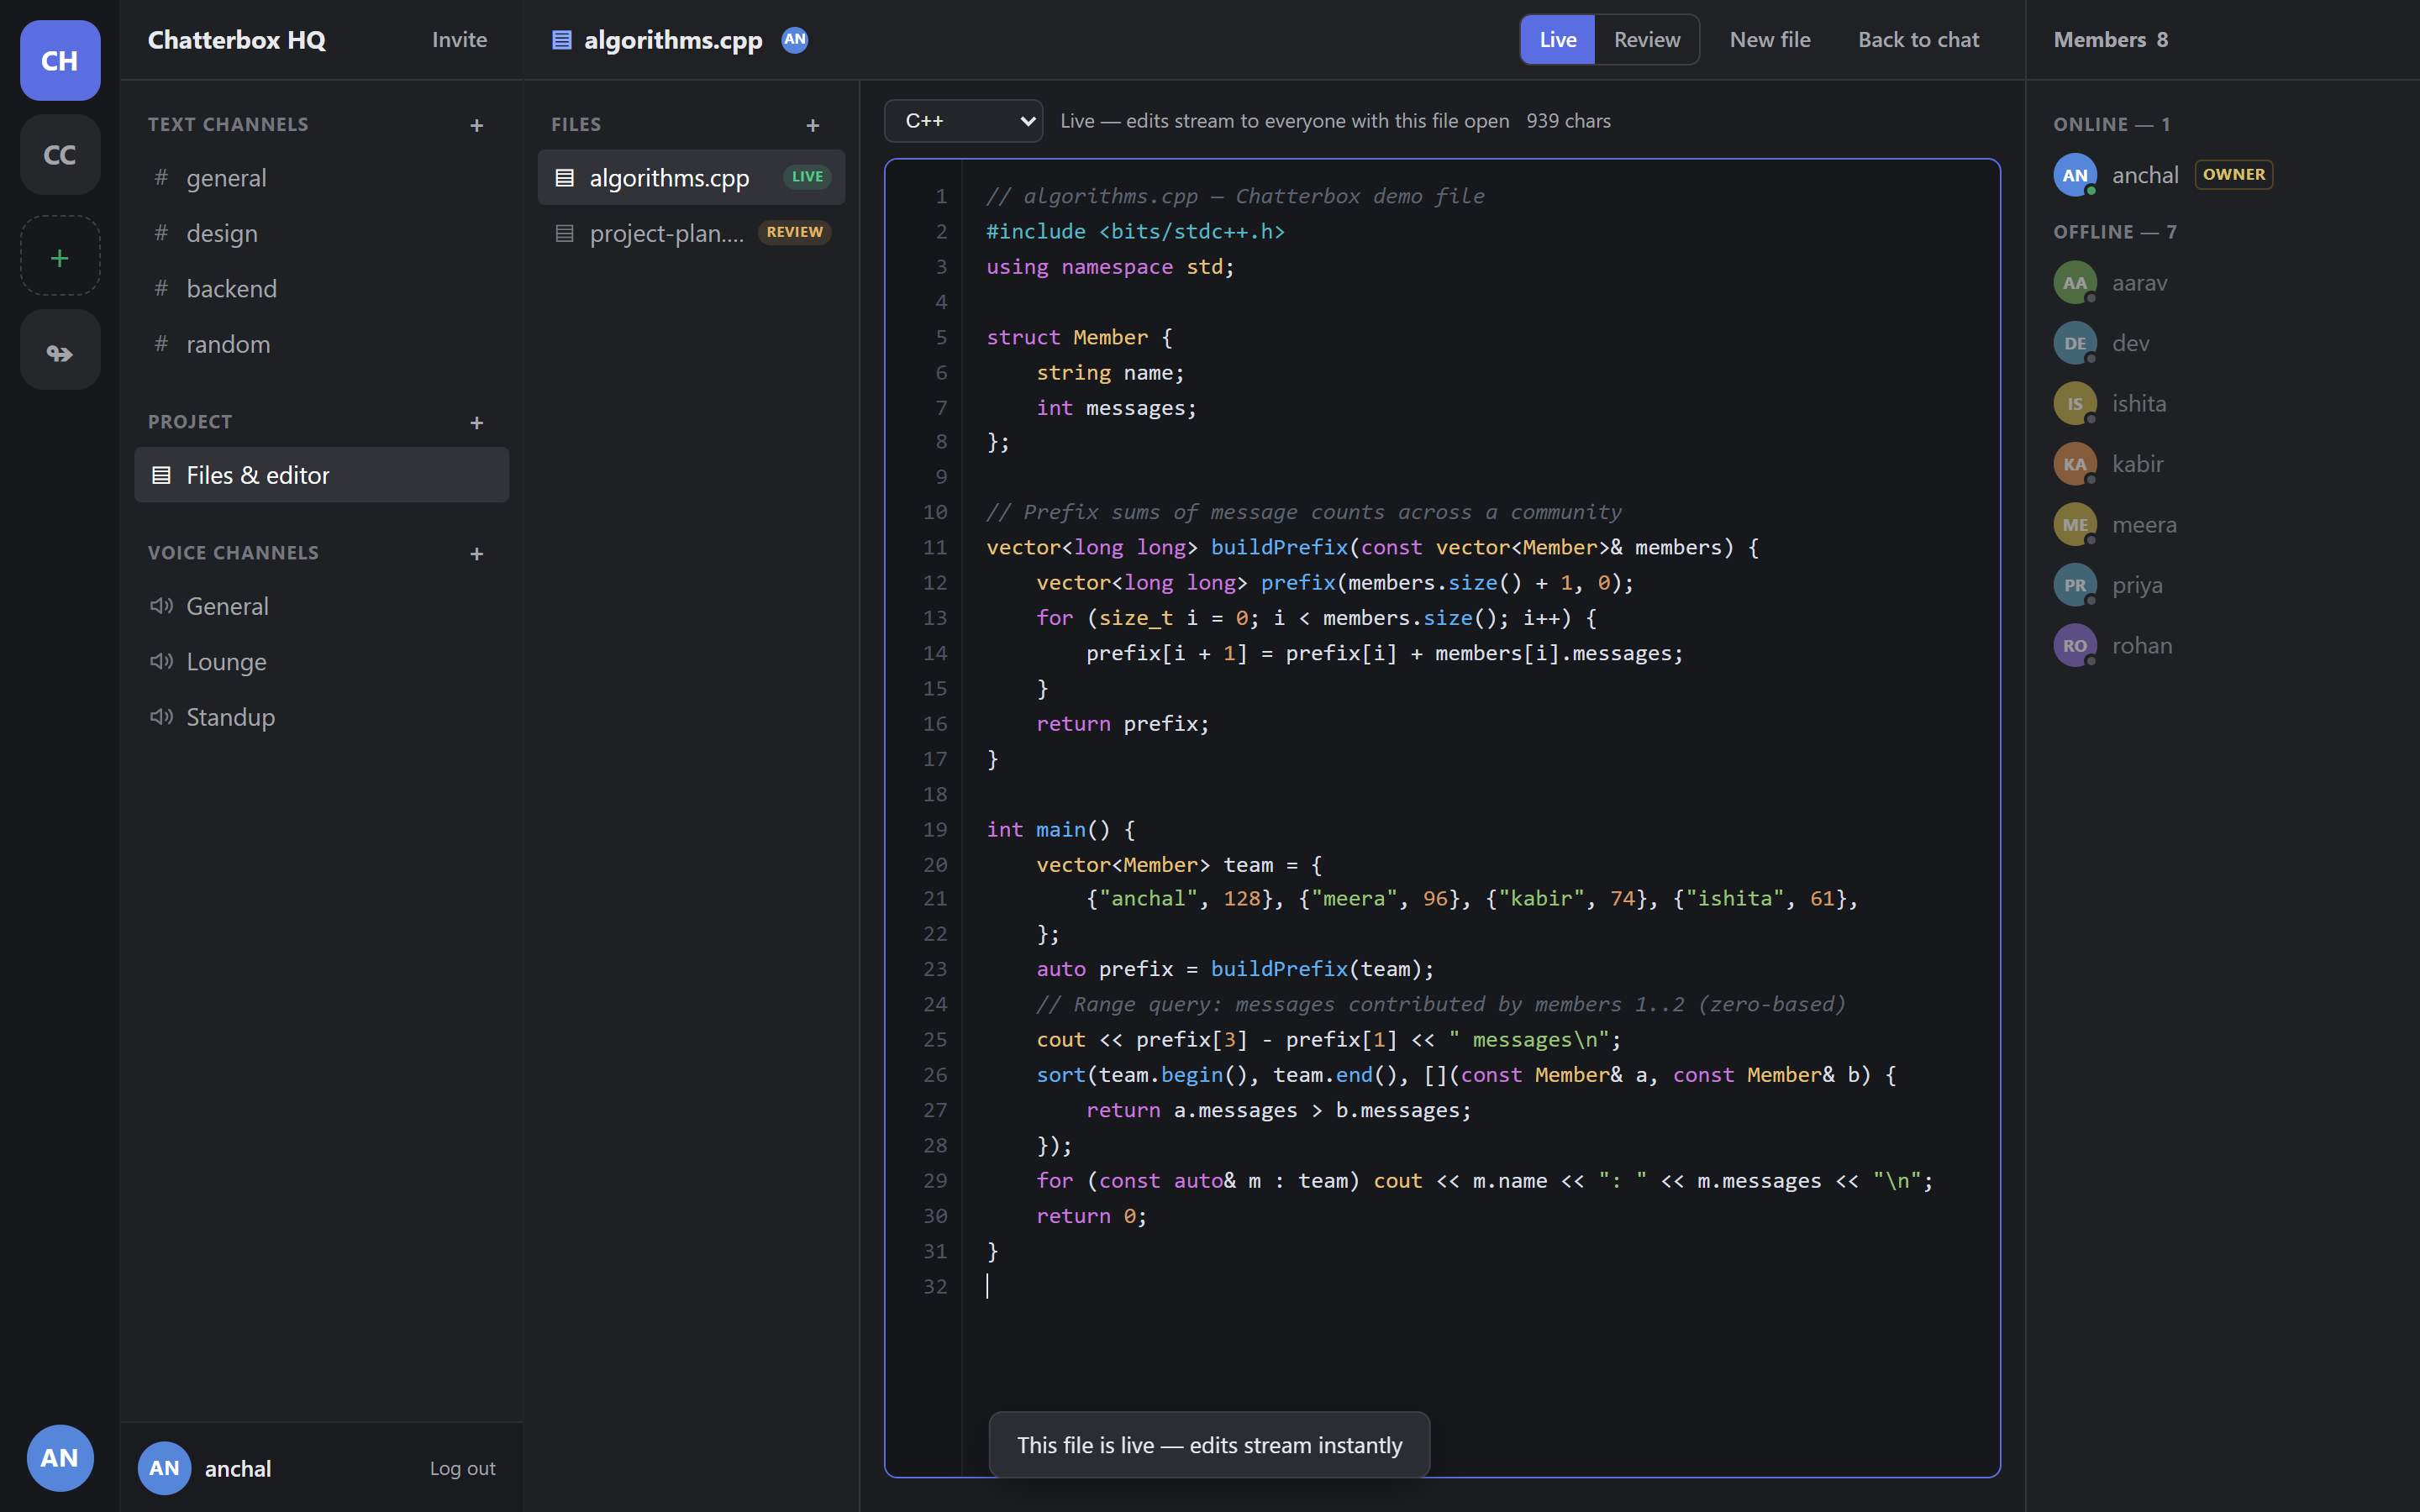 CH
CC
+
AN
Chatterbox HQ
Invite
TEXT CHANNELS +
# general
# design
# backend
# random
PROJECT +
Files & editor
VOICE CHANNELS +
General
Lounge
Standup
AN anchal Log out
algorithms.cpp AN
Live Review New file Back to chat
FILES +
algorithms.cpp LIVE
project-plan.... REVIEW
C++ Live — edits stream to everyone with this file open 939 chars
1 // algorithms.cpp — Chatterbox demo file
2 #include <bits/stdc++.h>
3 using namespace std;
4
5 struct Member {
6     string name;
7     int messages;
8 };
9
10 // Prefix sums of message counts across a community
11 vector<long long> buildPrefix(const vector<Member>& members) {
12     vector<long long> prefix(members.size() + 1, 0);
13     for (size_t i = 0; i < members.size(); i++) {
14         prefix[i + 1] = prefix[i] + members[i].messages;
15     }
16     return prefix;
17 }
18
19 int main() {
20     vector<Member> team = {
21         {"anchal", 128}, {"meera", 96}, {"kabir", 74}, {"ishita", 61},
22     };
23     auto prefix = buildPrefix(team);
24     // Range query: messages contributed by members 1..2 (zero-based)
25     cout << prefix[3] - prefix[1] << " messages\n";
26     sort(team.begin(), team.end(), [](const Member& a, const Member& b) {
27         return a.messages > b.messages;
28     });
29     for (const auto& m : team) cout << m.name << ": " << m.messages << "\n";
30     return 0;
31 }
32
This file is live — edits stream instantly
Members 8
ONLINE — 1
AN anchal OWNER
OFFLINE — 7
AA aarav
DE dev
IS ishita
KA kabir
ME meera
PR priya
RO rohan